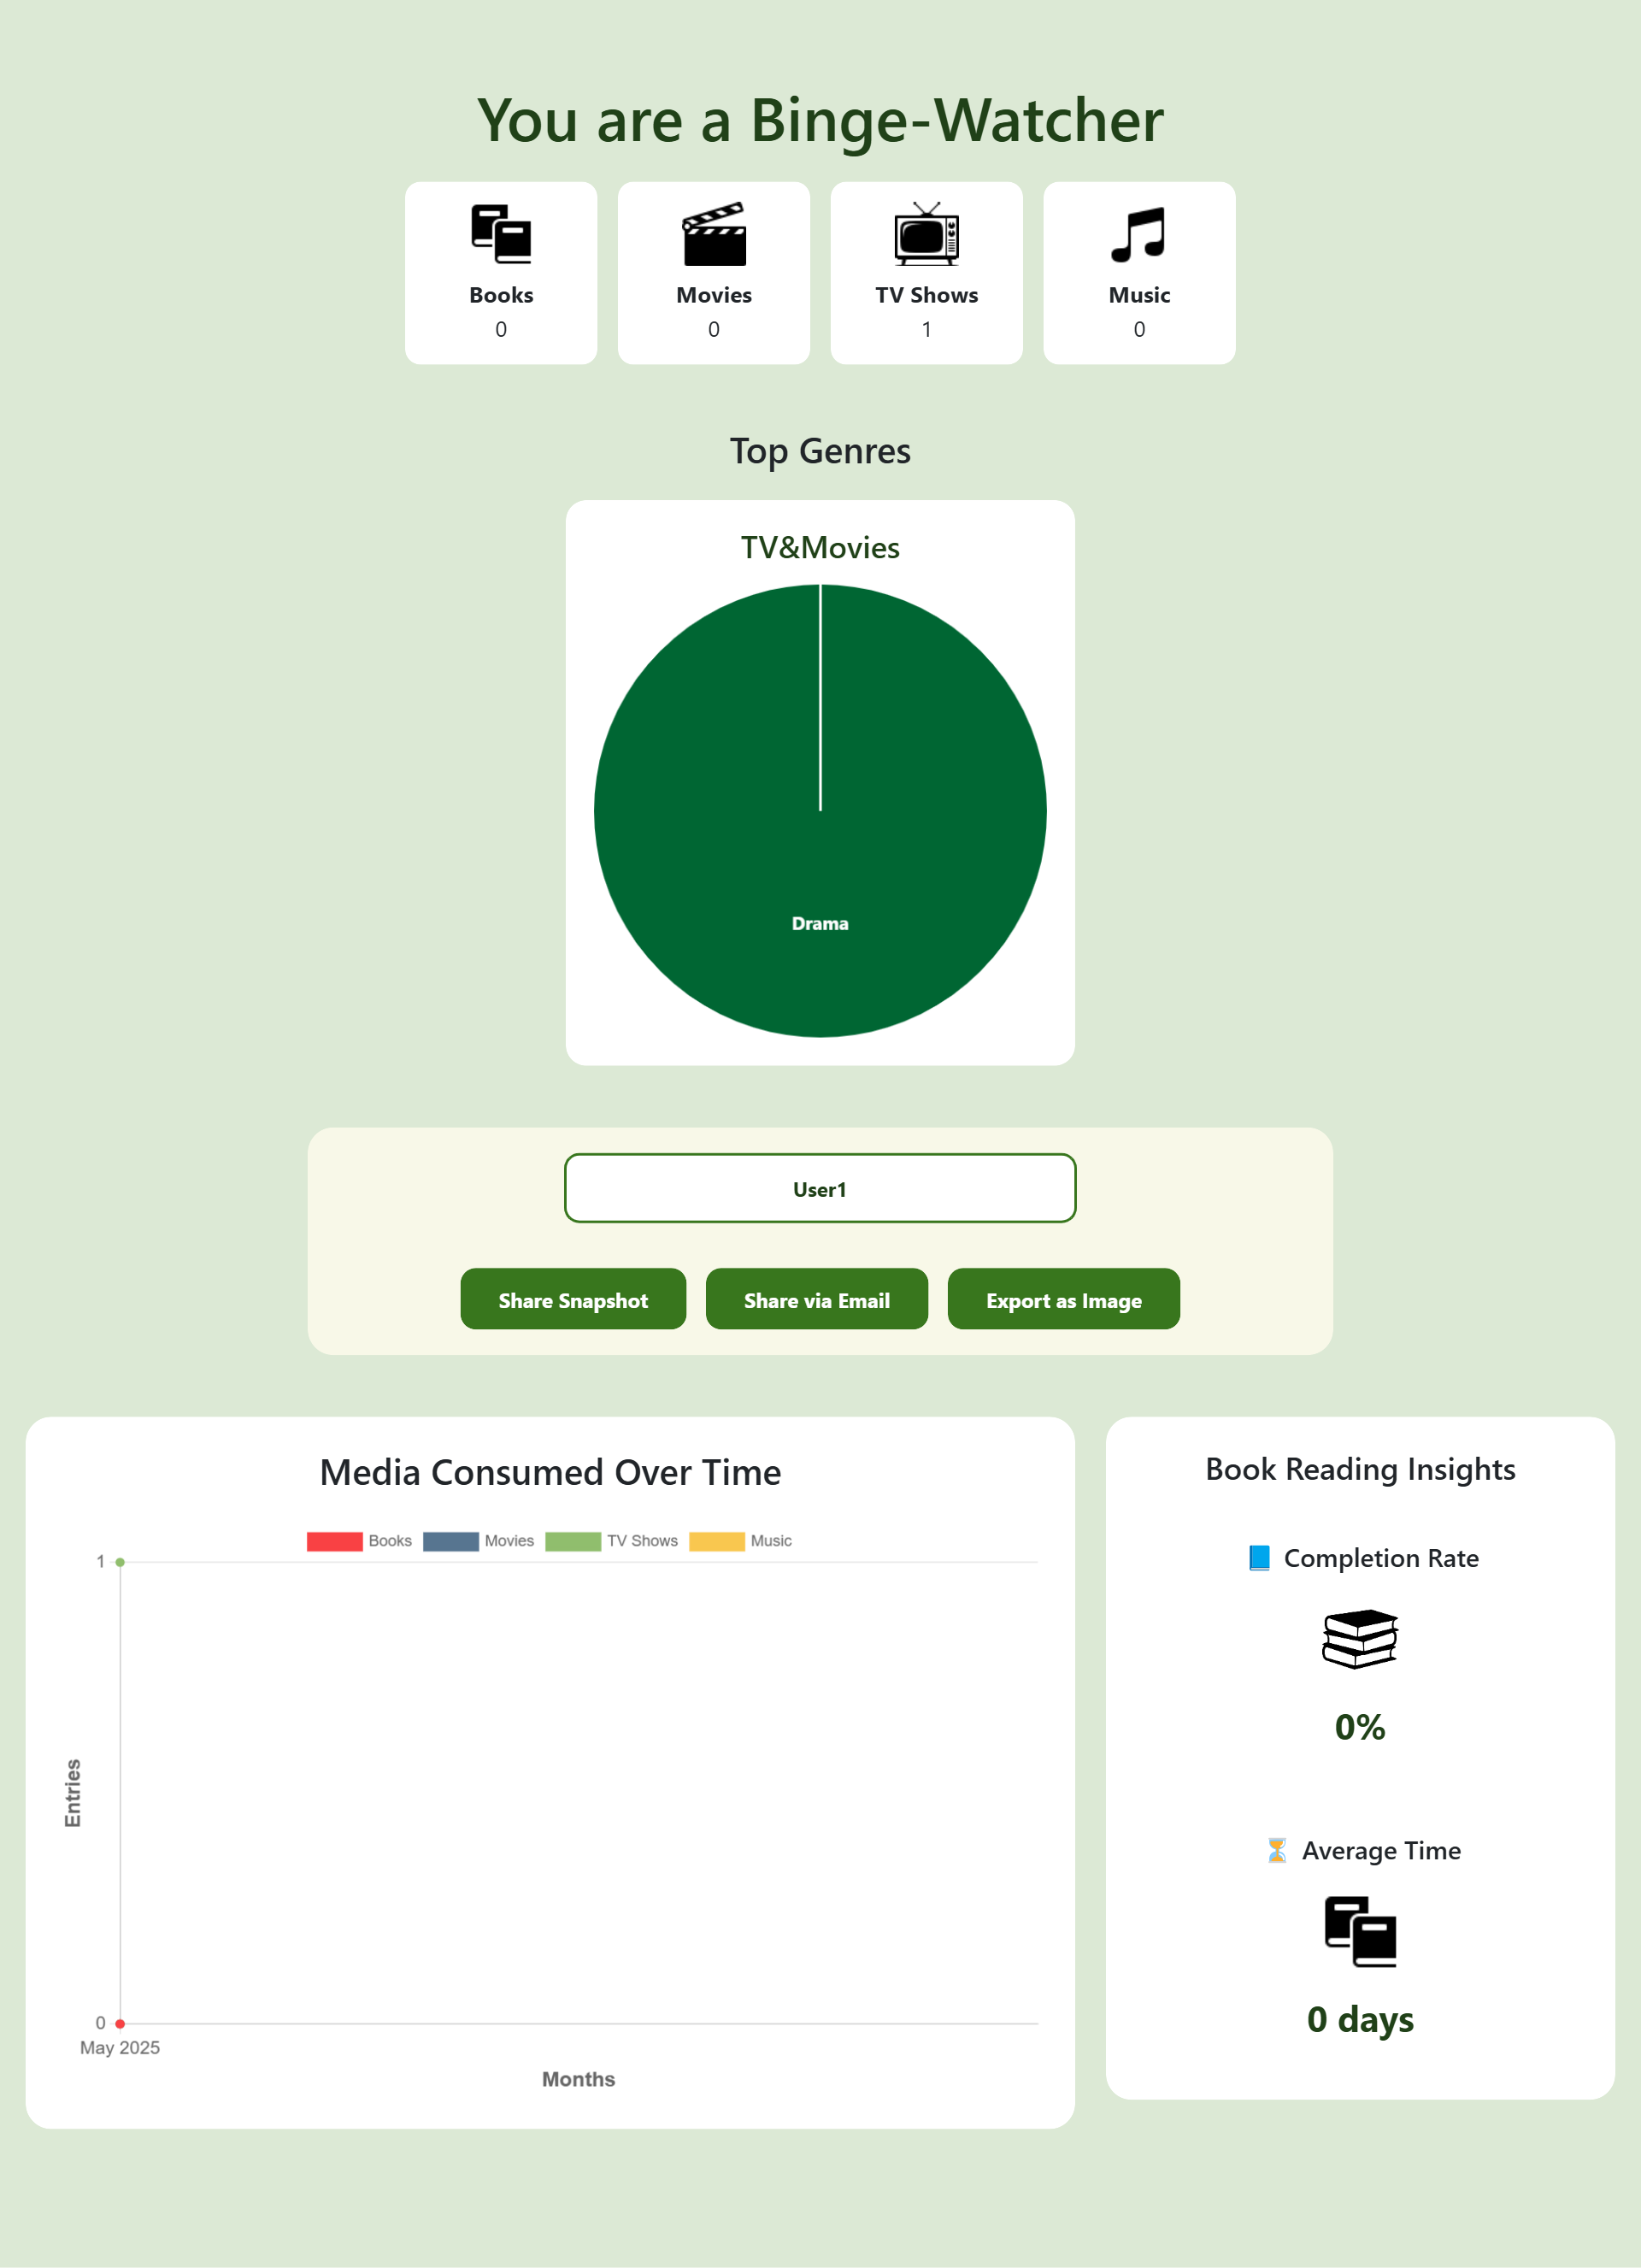 You are a Binge-Watcher
Books
0
Movies
0
TV Shows
1
Music
0
Top Genres
TV&Movies
Drama
User1
Share Snapshot
Share via Email
Export as Image
Media Consumed Over Time
Books Movies TV Shows Music
1
Entries
0
May 2025
Months
Book Reading Insights
📘 Completion Rate
0%
⏳ Average Time
0 days